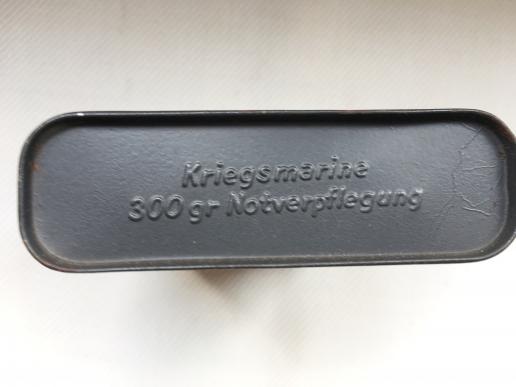 Kriegsmarine
300 gr Notverpflegung